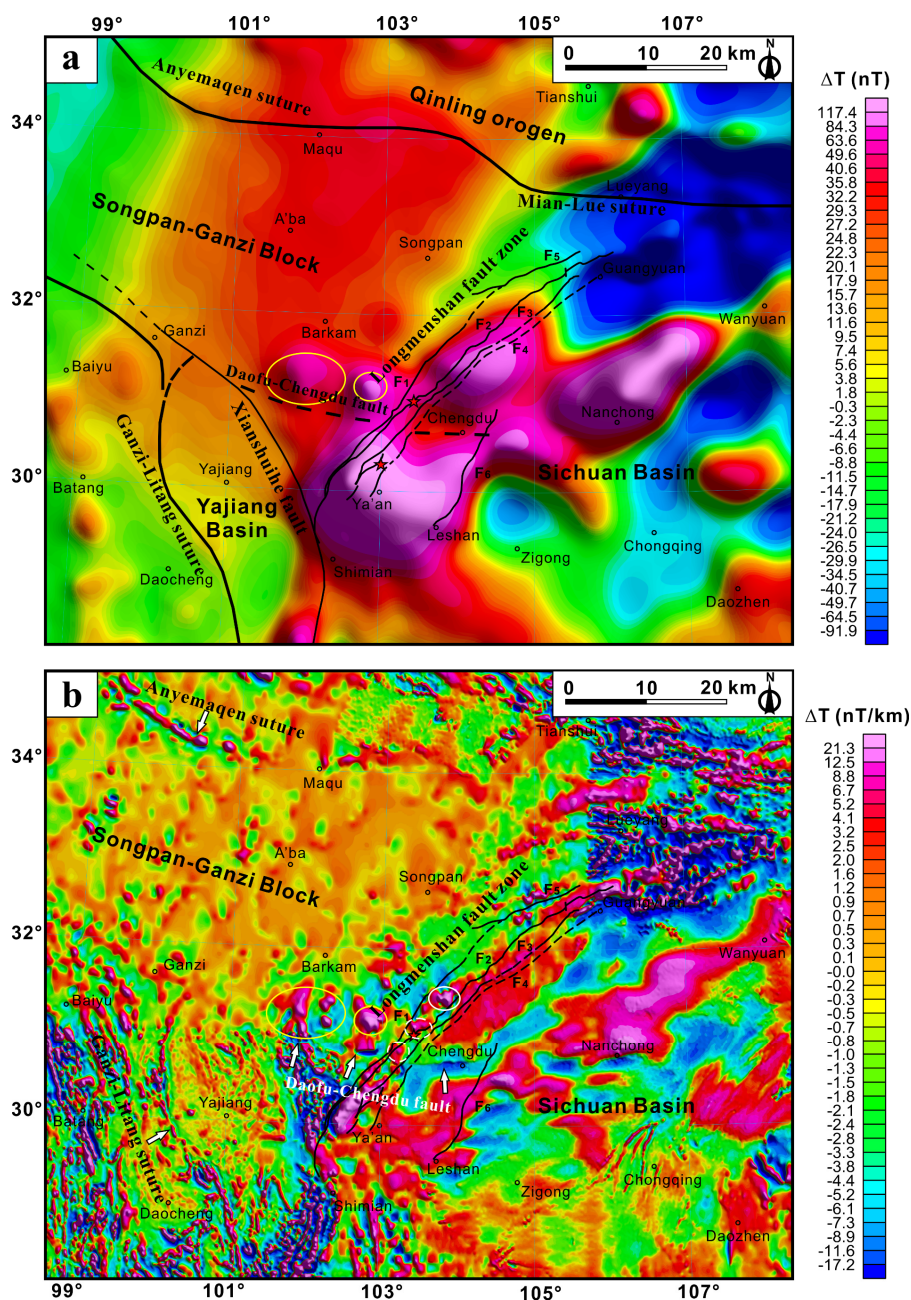 99°
101°
103°
105°
107°
a
0 10 20 km
N
ΔT (nT)
Anyemaqen suture
Qinling orogen
Tianshui
34°
Maqu
Lueyang
Mian-Lue suture
Songpan-Ganzi Block
A'ba
Songpan
Longmenshan fault zone
F5
Guangyuan
32°
Ganzi
Barkam
F2
F3
F4
Wanyuan
Baiyu
F1
Daofu-Chengdu fault
Nanchong
Chengdu
Xianshuihe fault
Ganzi-Litang suture
30°
Batang
Yajiang
Yajiang
Basin
Ya'an
F6
Sichuan Basin
Leshan
Zigong
Chongqing
Daocheng
Shimian
Daozhen
117.4
84.3
63.6
49.6
40.6
35.8
32.2
29.3
27.2
24.8
22.3
20.1
17.9
15.7
13.6
11.6
9.5
7.4
5.6
3.8
1.8
-0.3
-2.3
-4.4
-6.6
-8.8
-11.5
-14.7
-17.9
-21.2
-24.0
-26.5
-29.9
-34.5
-40.7
-49.7
-64.5
-91.9
b
0 10 20 km
N
ΔT (nT/km)
Anyemaqen suture
Tianshui
34°
Maqu
Lueyang
Songpan-Ganzi Block
A'ba
Songpan
Longmenshan fault zone
F5
Guangyuan
32°
Ganzi
Barkam
F2
F3
F4
Wanyuan
Baiyu
F1
Chengdu
Nanchong
Daofu-Chengdu fault
Ganzi-Litang suture
30°
Batang
Yajiang
Ya'an
F6
Sichuan Basin
Leshan
Zigong
Chongqing
Daocheng
Shimian
Daozhen
21.3
12.5
8.8
6.7
5.2
4.1
3.2
2.5
2.0
1.6
1.2
0.9
0.7
0.5
0.3
0.1
-0.0
-0.2
-0.3
-0.5
-0.7
-0.8
-1.0
-1.3
-1.5
-1.8
-2.1
-2.4
-2.8
-3.3
-3.8
-4.4
-5.2
-6.1
-7.3
-8.9
-11.6
-17.2
99°
101°
103°
105°
107°